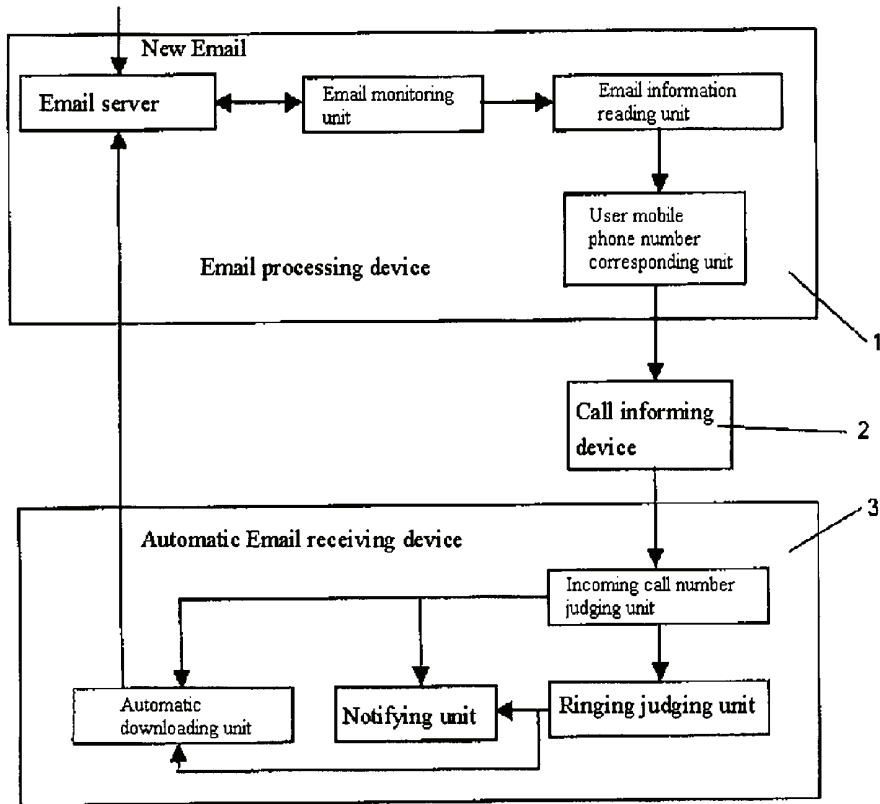 New Email
Email server
Email monitoring
unit
Email information
reading unit
User mobile
phone number
corresponding unit
Email processing device
1
Call informing
device
2
3
Automatic Email receiving device
Incoming call number
judging unit
Automatic
downloading unit
Notifying unit
Ringing judging unit